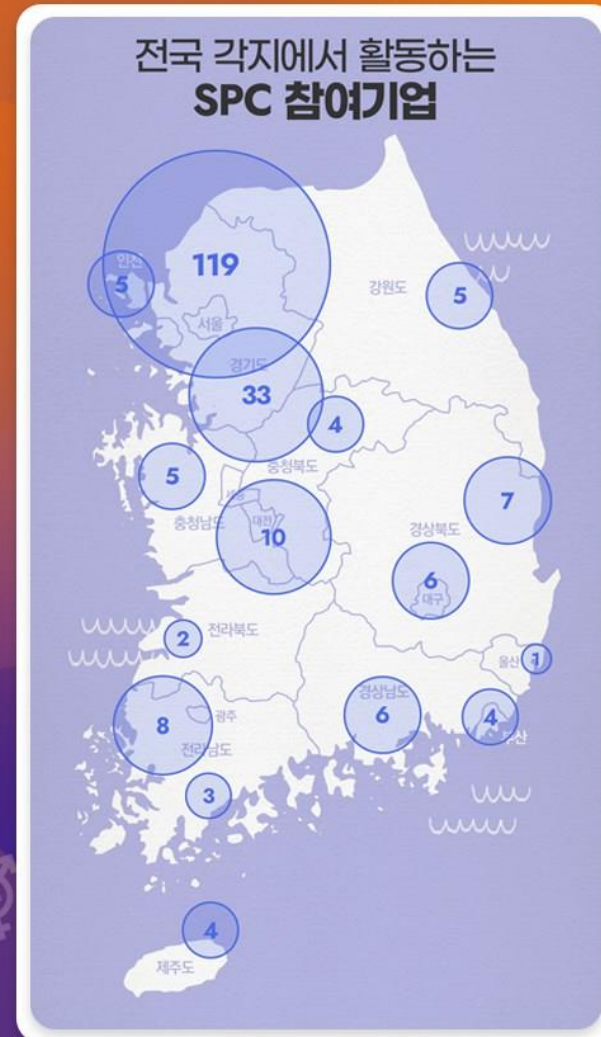 전국 각지에서 활동하는
SPC 참여기업
인천
5
119
강원도
5
서울
경기도
33
4
충청북도
5
세종
충청남도
대전
10
경상북도
7
6
대구
2
전라북도
울산
1
8
광주
전라남도
경상남도
6
4
부산
3
4
제주도